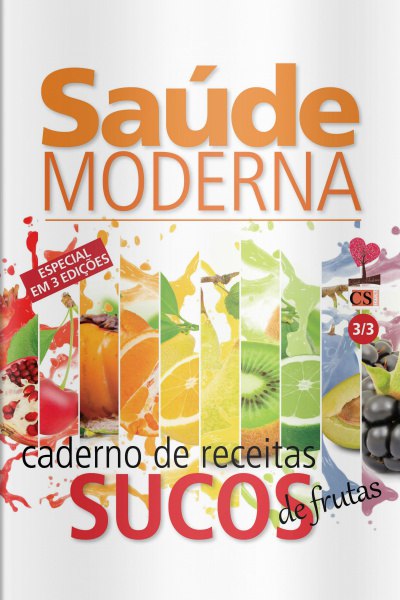 Saúde
MODERNA
ESPECIAL
EM 3 EDIÇÕES
CS
3/3
caderno de receitas
SUCOS
de frutas